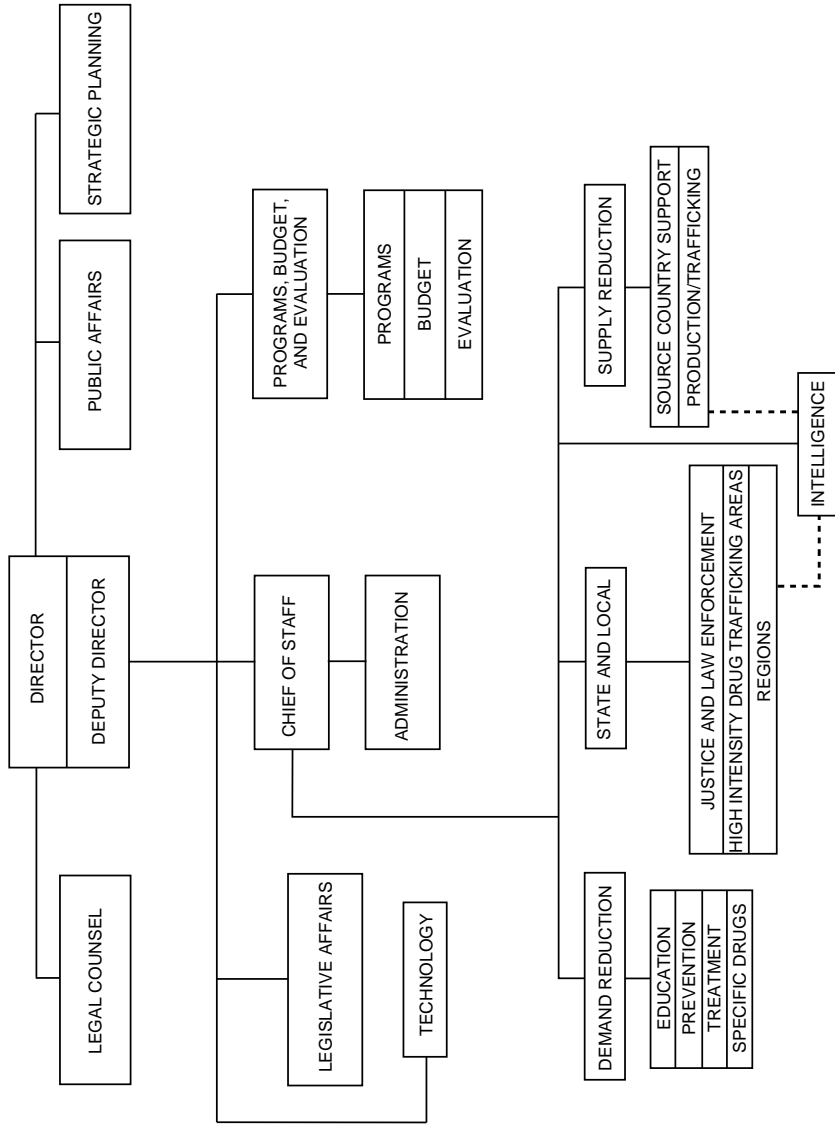 DIRECTOR
DEPUTY DIRECTOR
LEGAL COUNSEL
PUBLIC AFFAIRS
STRATEGIC PLANNING
LEGISLATIVE AFFAIRS
TECHNOLOGY
CHIEF OF STAFF
ADMINISTRATION
PROGRAMS, BUDGET,
AND EVALUATION
PROGRAMS
BUDGET
EVALUATION
DEMAND REDUCTION
EDUCATION
PREVENTION
TREATMENT
SPECIFIC DRUGS
STATE AND LOCAL
JUSTICE AND LAW ENFORCEMENT
HIGH INTENSITY DRUG TRAFFICKING AREAS
REGIONS
SUPPLY REDUCTION
SOURCE COUNTRY SUPPORT
PRODUCTION/TRAFFICKING
INTELLIGENCE